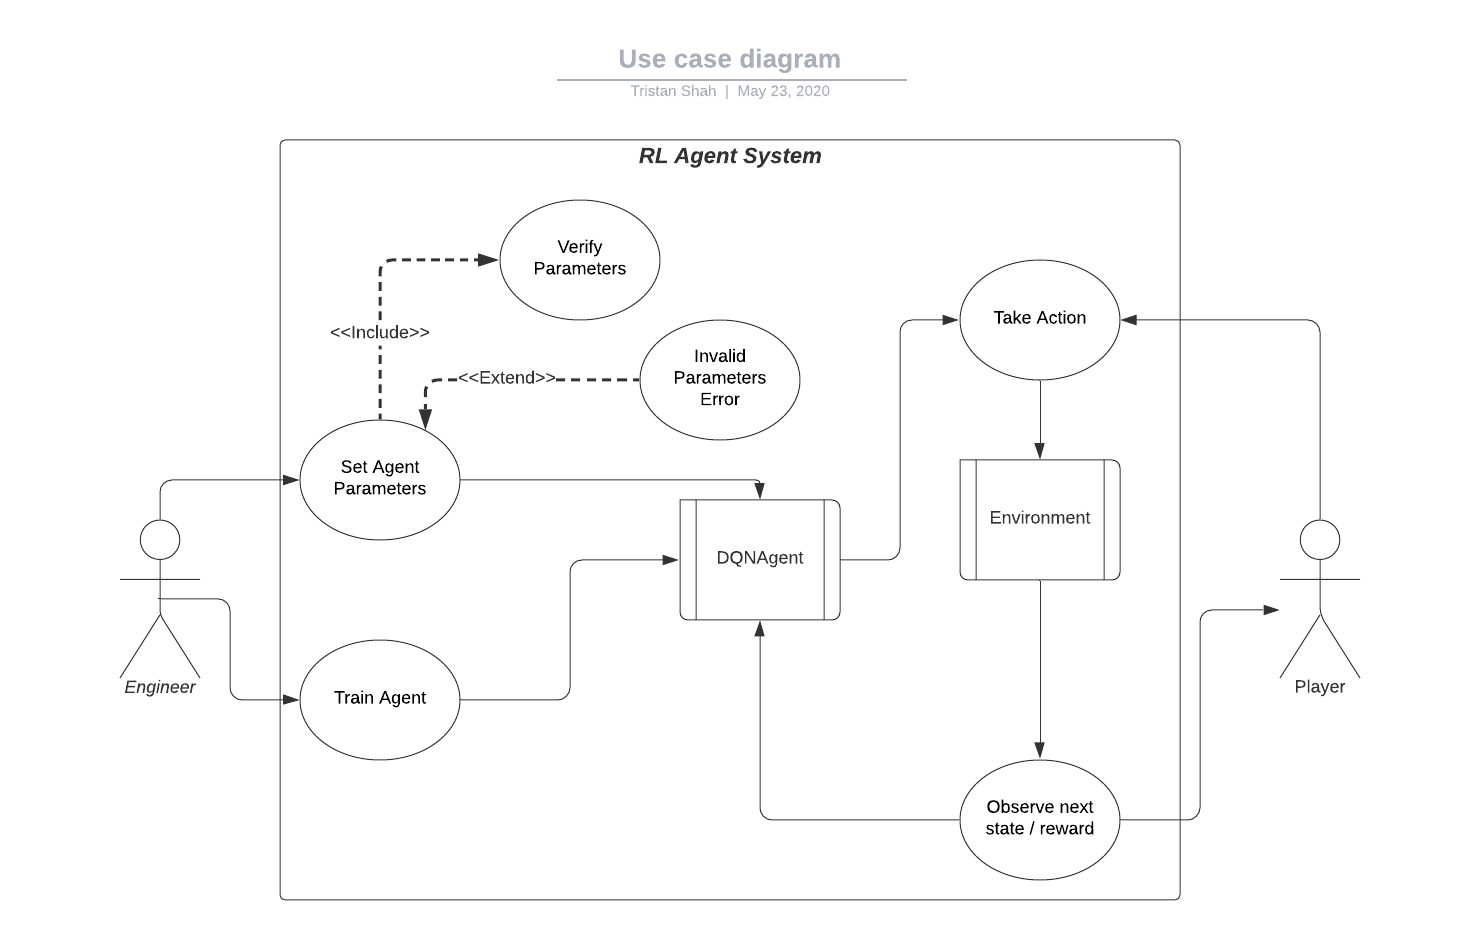 Use case diagram
Tristan Shah | May 23, 2020
RL Agent System
Verify
Parameters
<<Include>>
Invalid
Parameters
Error
<<Extend>>
Take Action
Set Agent
Parameters
Environment
DQNAgent
Engineer
Train Agent
Player
Observe next
state / reward